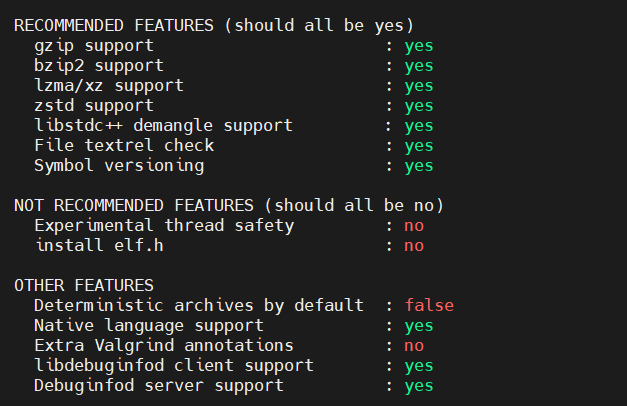 RECOMMENDED FEATURES (should all be yes)
  gzip support                       : yes
  bzip2 support                      : yes
  lzma/xz support                    : yes
  zstd support                       : yes
  libstdc++ demangle support         : yes
  File textrel check                 : yes
  Symbol versioning                  : yes

NOT RECOMMENDED FEATURES (should all be no)
  Experimental thread safety         : no
  install elf.h                      : no

OTHER FEATURES
  Deterministic archives by default  : false
  Native language support            : yes
  Extra Valgrind annotations         : no
  libdebuginfod client support       : yes
  Debuginfod server support          : yes